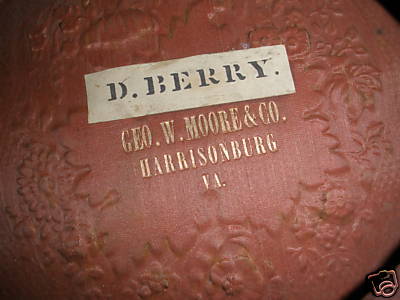 D. BERRY.
GEO. W. MOORE & CO.
HARRISONBURG
VA.